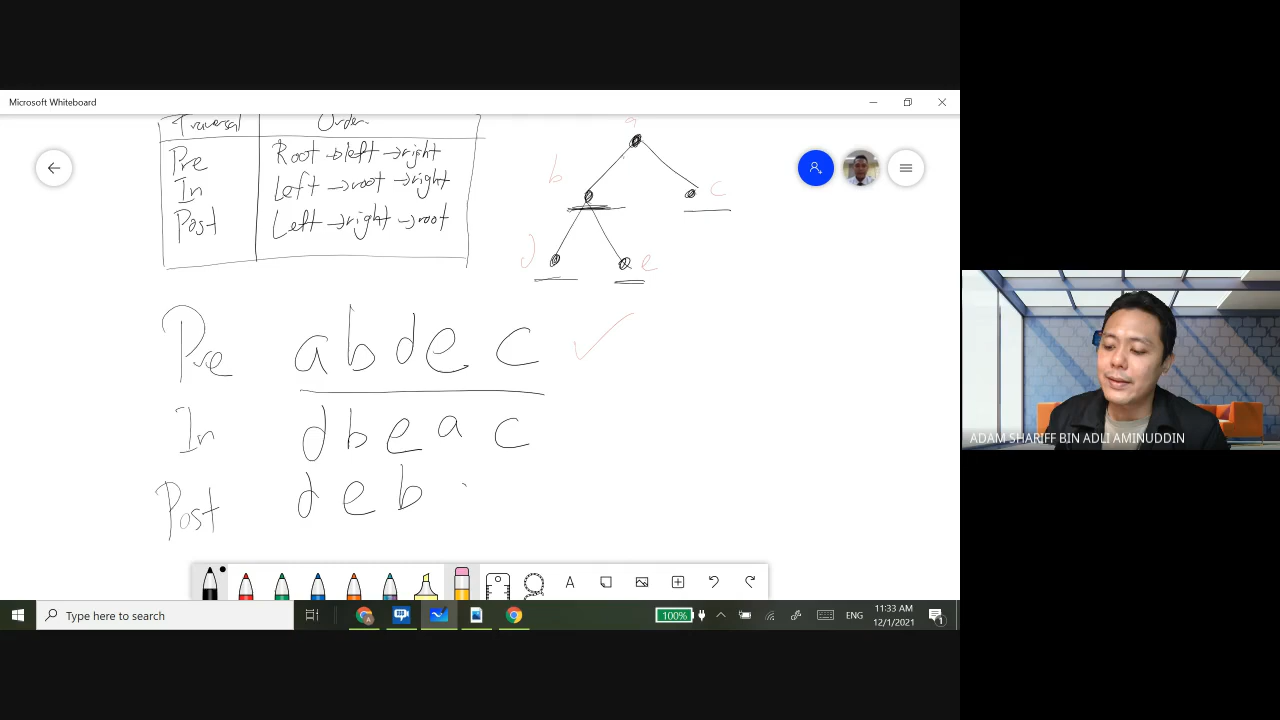 Microsoft Whiteboard
Traversal Order
Pre Root → left → right
In Left → root → right
Post Left → right → root
a
b
c
d
e
Pre a b d e c
In d b e a c
Post d e b
ADAM SHARIFF BIN ADLI AMINUDDIN
A
Type here to search
100%
ENG
11:33 AM
12/1/2021
1